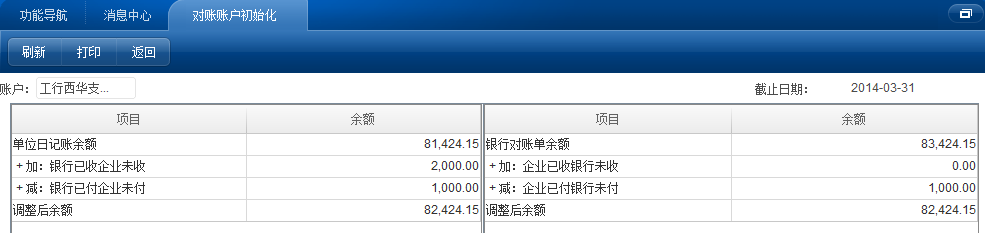 功能导航 消息中心 对账账户初始化
刷新 打印 返回
账户： 工行西华支... 截止日期： 2014-03-31
项目 余额 项目 余额
单位日记账余额 81,424.15 银行对账单余额 83,424.15
+加：银行已收企业未收 2,000.00 +加：企业已收银行未收 0.00
+减：银行已付企业未付 1,000.00 +减：企业已付银行未付 1,000.00
调整后余额 82,424.15 调整后余额 82,424.15